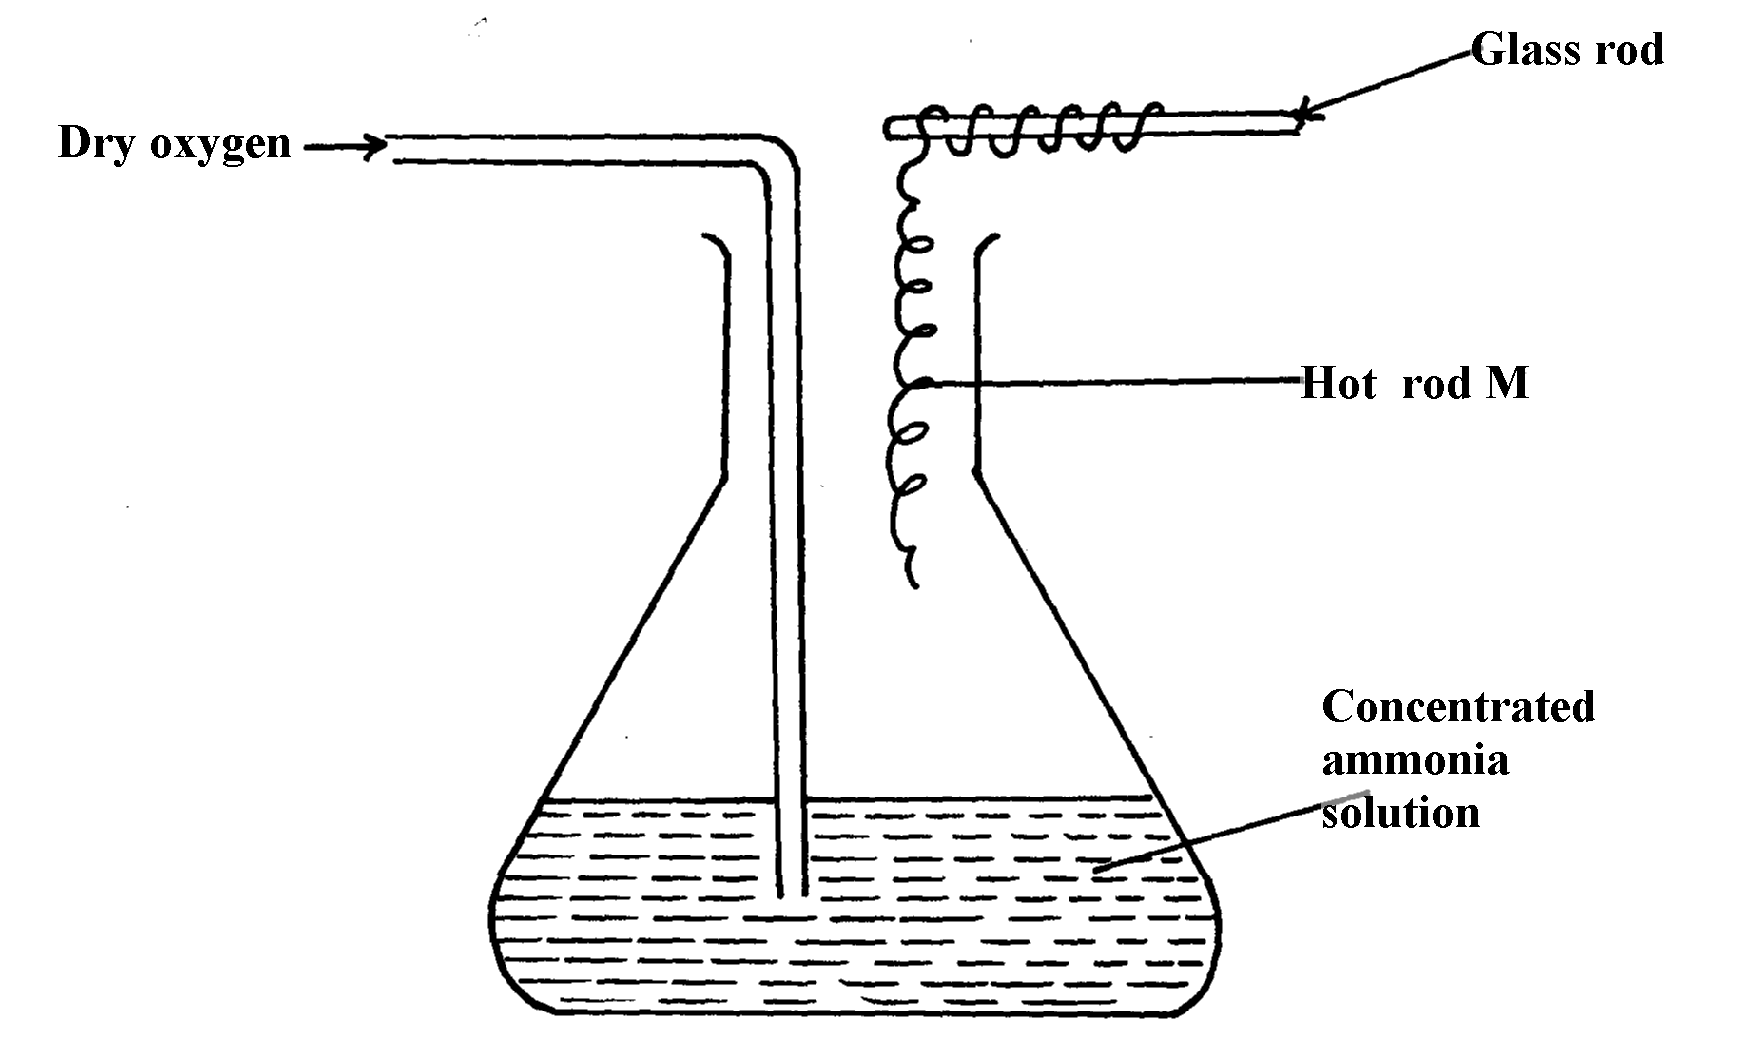 Glass rod
Dry oxygen
Hot rod M
Concentrated
ammonia
solution